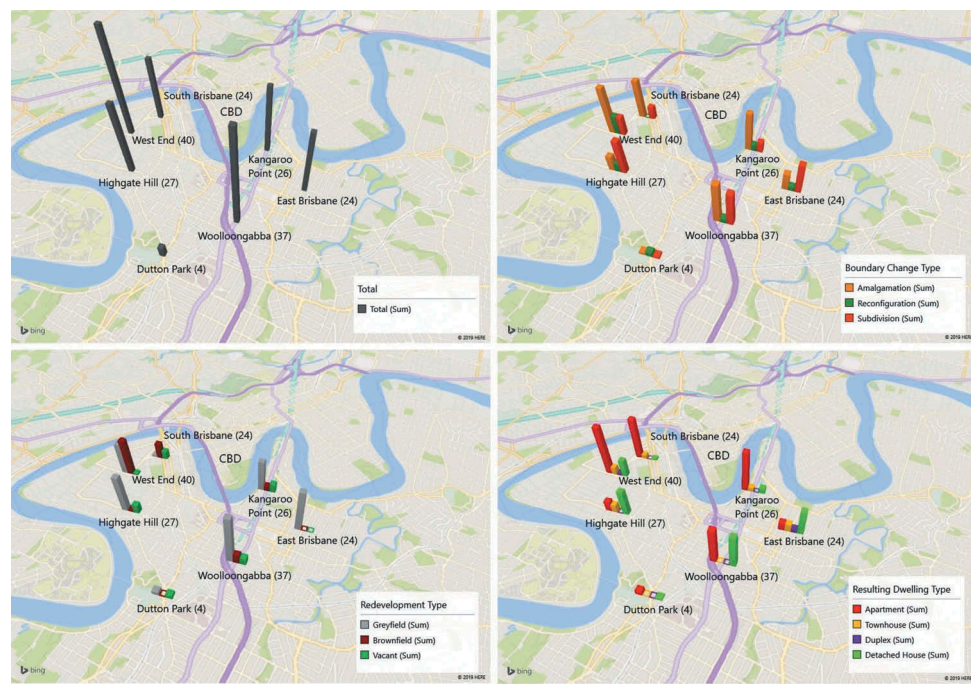 South Brisbane (24)
CBD
West End (40)
Kangaroo
Point (26)
Highgate Hill (27)
East Brisbane (24)
Woolloongabba (37)
Dutton Park (4)
Total
Total (Sum)
bing
© 2019 HERE
South Brisbane (24)
CBD
West End (40)
Kangaroo
Point (26)
Highgate Hill (27)
East Brisbane (24)
Woolloongabba (37)
Dutton Park (4)
Boundary Change Type
Amalgamation (Sum)
Reconfiguration (Sum)
Subdivision (Sum)
bing
© 2019 HERE
South Brisbane (24)
CBD
West End (40)
Kangaroo
Point (26)
Highgate Hill (27)
East Brisbane (24)
Woolloongabba (37)
Dutton Park (4)
Redevelopment Type
Greyfield (Sum)
Brownfield (Sum)
Vacant (Sum)
bing
© 2019 HERE
South Brisbane (24)
CBD
West End (40)
Kangaroo
Point (26)
Highgate Hill (27)
East Brisbane (24)
Woolloongabba (37)
Dutton Park (4)
Resulting Dwelling Type
Apartment (Sum)
Townhouse (Sum)
Duplex (Sum)
Detached House (Sum)
bing
© 2019 HERE